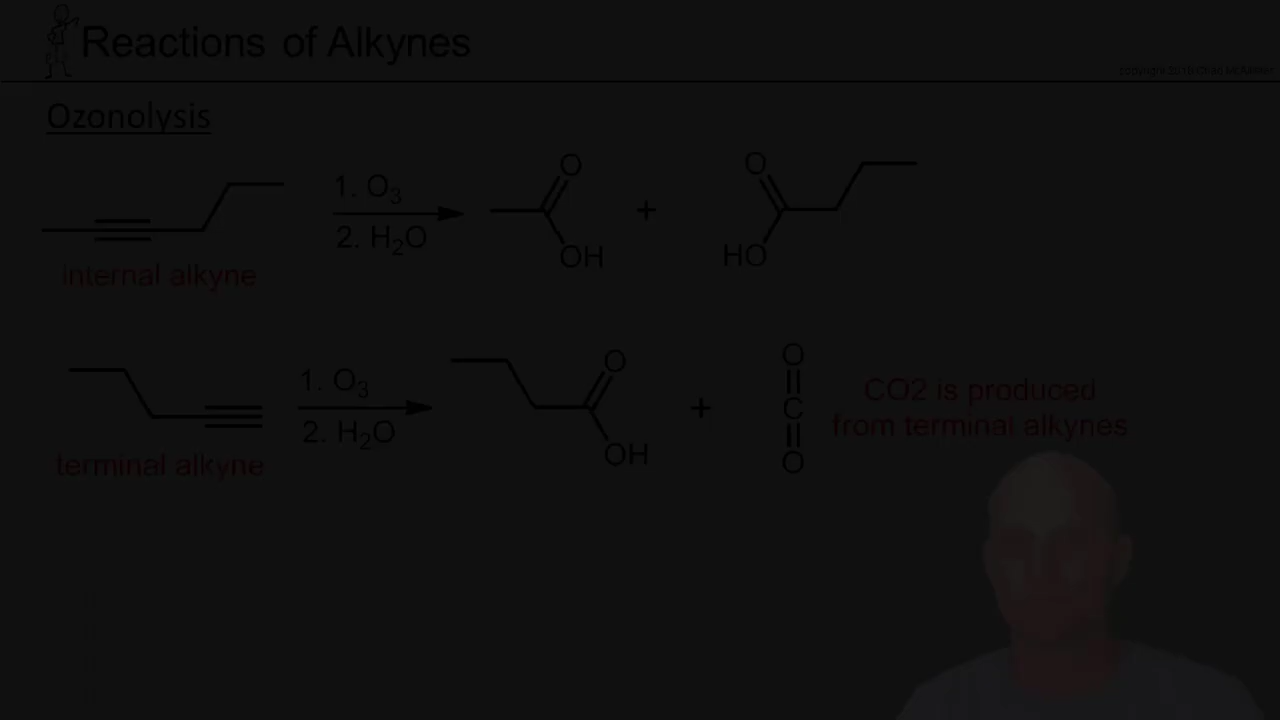 Reactions of Alkynes
Ozonolysis
1. O3
2. H2O
O
OH
+
O
HO
internal alkyne
1. O3
2. H2O
O
OH
+
O
C
O
CO2 is produced
from terminal alkynes
terminal alkyne